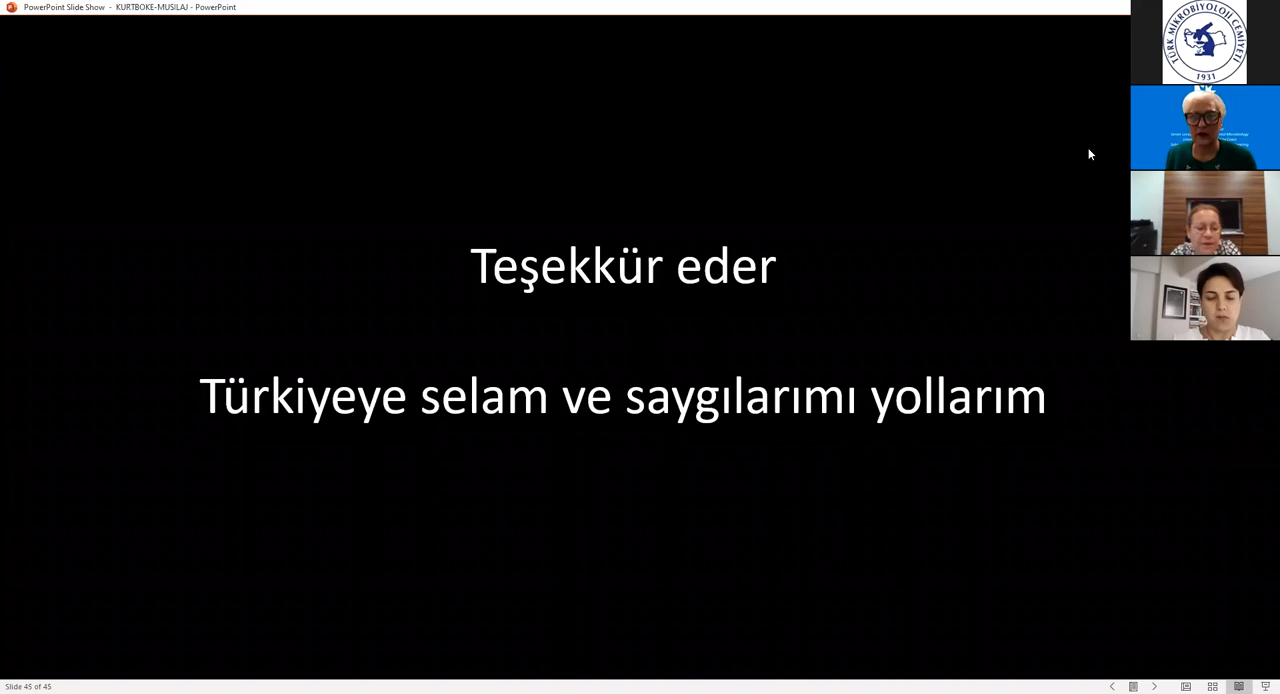 PowerPoint Slide Show - KURTBOKE-MUSILAJ - PowerPoint
TÜRK MİKROBİYOLOJİ CEMİYETİ
1931
Teşekkür eder
Türkiyeye selam ve saygılarımı yollarım
Slide 45 of 45